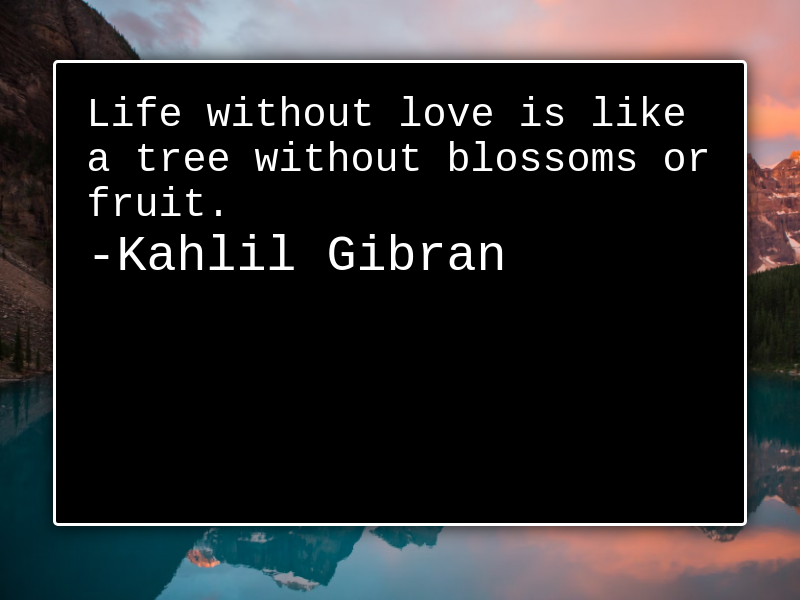 Life without love is like
a tree without blossoms or
fruit.
-Kahlil Gibran